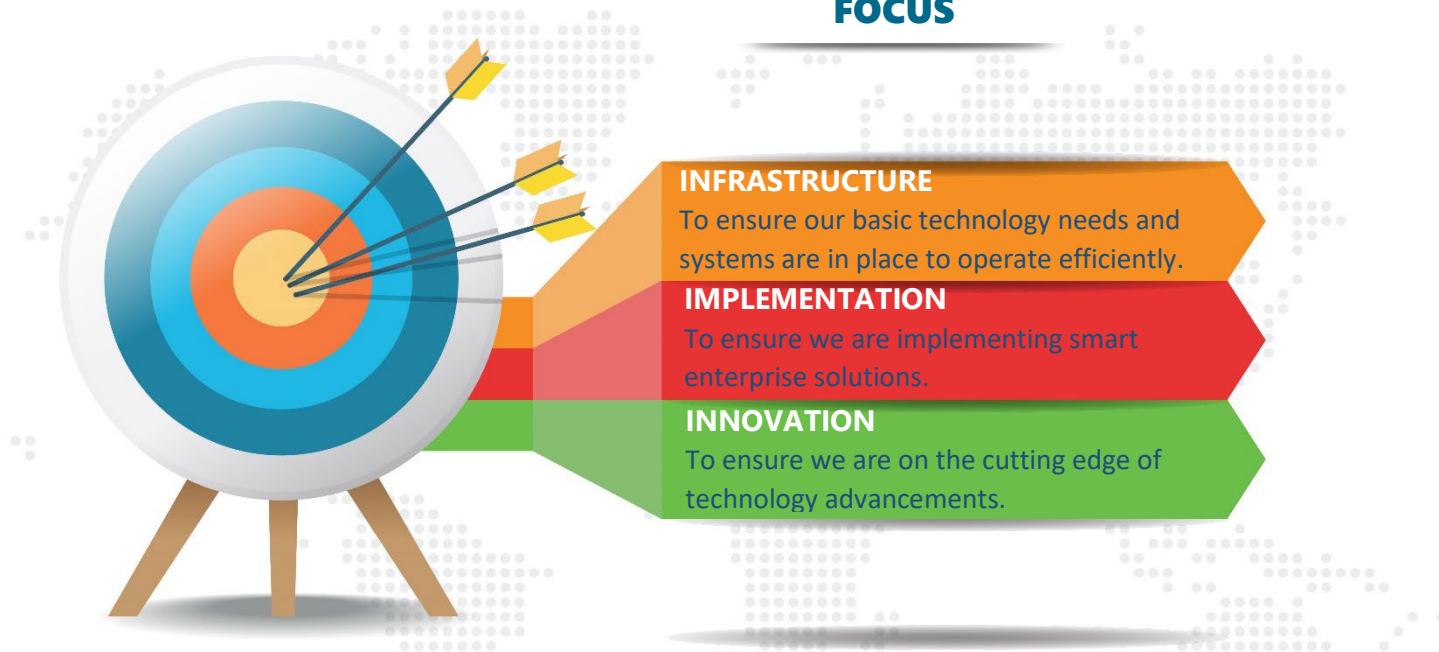 FOCUS
INFRASTRUCTURE
To ensure our basic technology needs and
systems are in place to operate efficiently.
IMPLEMENTATION
To ensure we are implementing smart
enterprise solutions.
INNOVATION
To ensure we are on the cutting edge of
technology advancements.